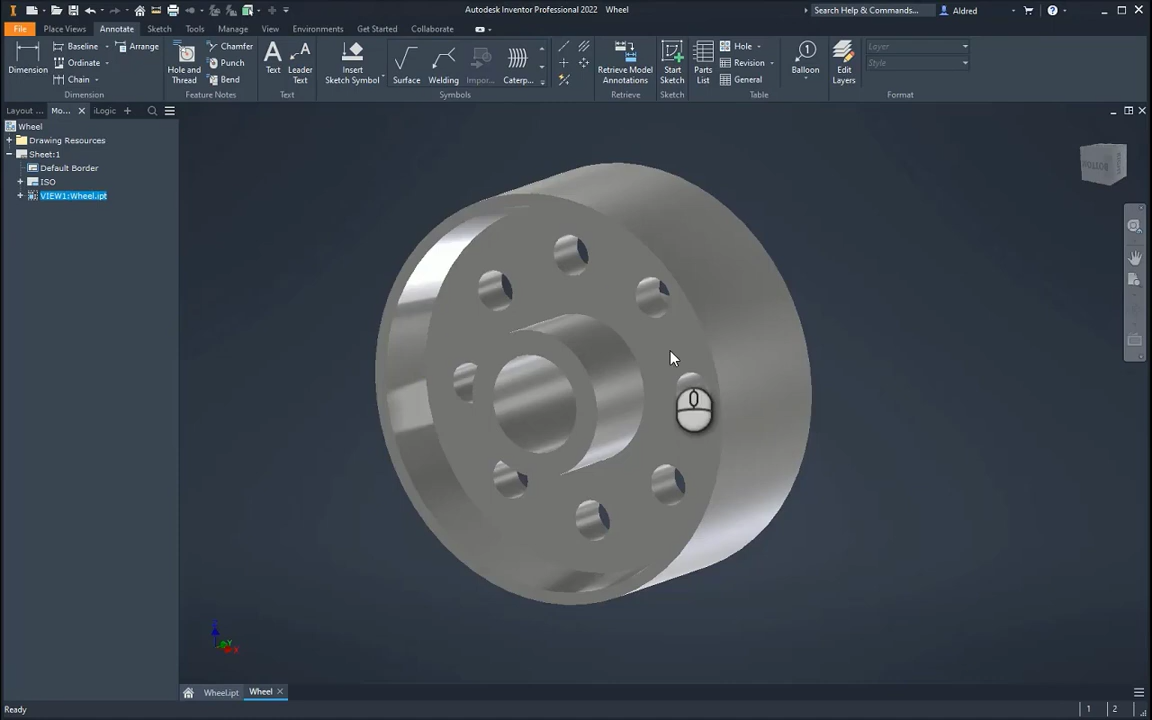 Autodesk Inventor Professional 2022 Wheel
Search Help & Commands...
Aldred
File
Place Views
Annotate
Sketch
Tools
Manage
View
Environments
Get Started
Collaborate
Dimension
Baseline
Ordinate
Chain
Arrange
Dimension
Hole and
Thread
Chamfer
Punch
Bend
Feature Notes
Text
Leader
Text
Text
Insert
Sketch Symbol
Surface
Welding
Impor...
Caterp...
Symbols
Retrieve Model
Annotations
Retrieve
Start
Sketch
Sketch
Parts
List
Hole
Revision
General
Table
Balloon
Edit
Layers
Layer
Style
Format
Layout ...
Mo...
iLogic
Wheel
Drawing Resources
Sheet:1
Default Border
ISO
VIEW1:Wheel.ipt
BOTTOM
Z
Y
X
Wheel.ipt
Wheel
Ready
1
2